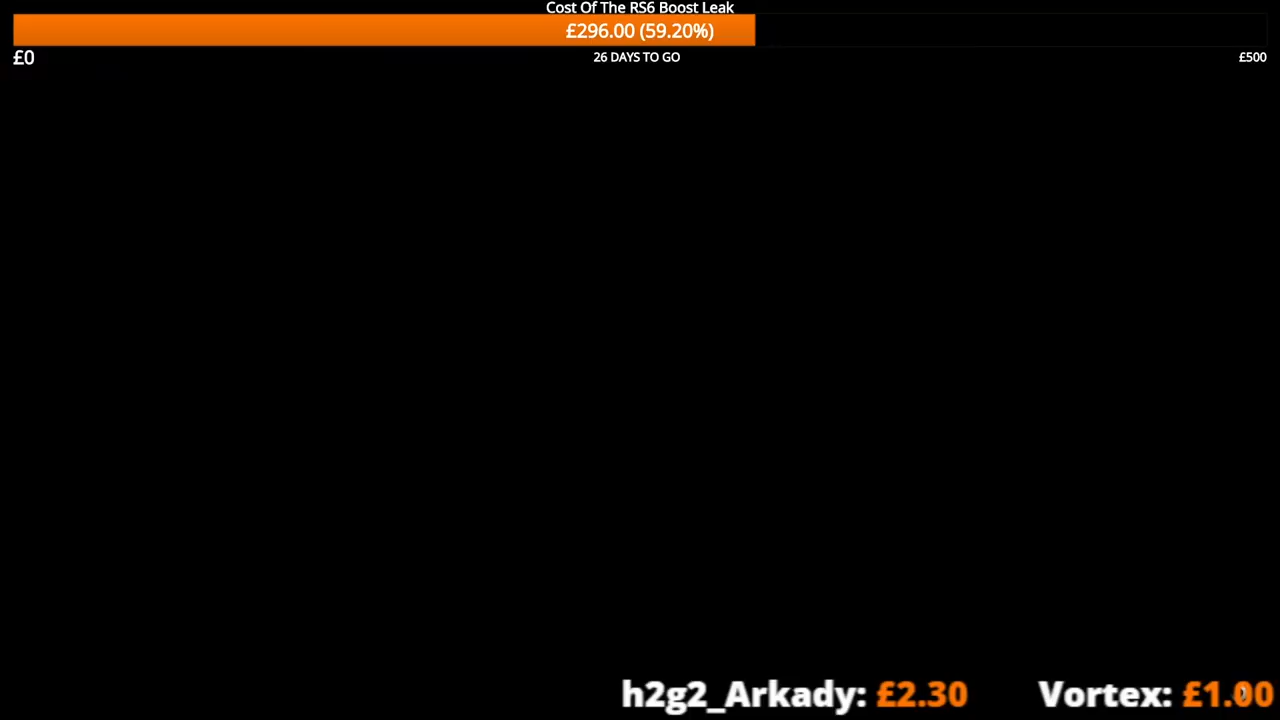 Cost Of The RS6 Boost Leak
£296.00 (59.20%)
£0 26 DAYS TO GO £500
h2g2_Arkady: £2.30 Vortex: £1.00